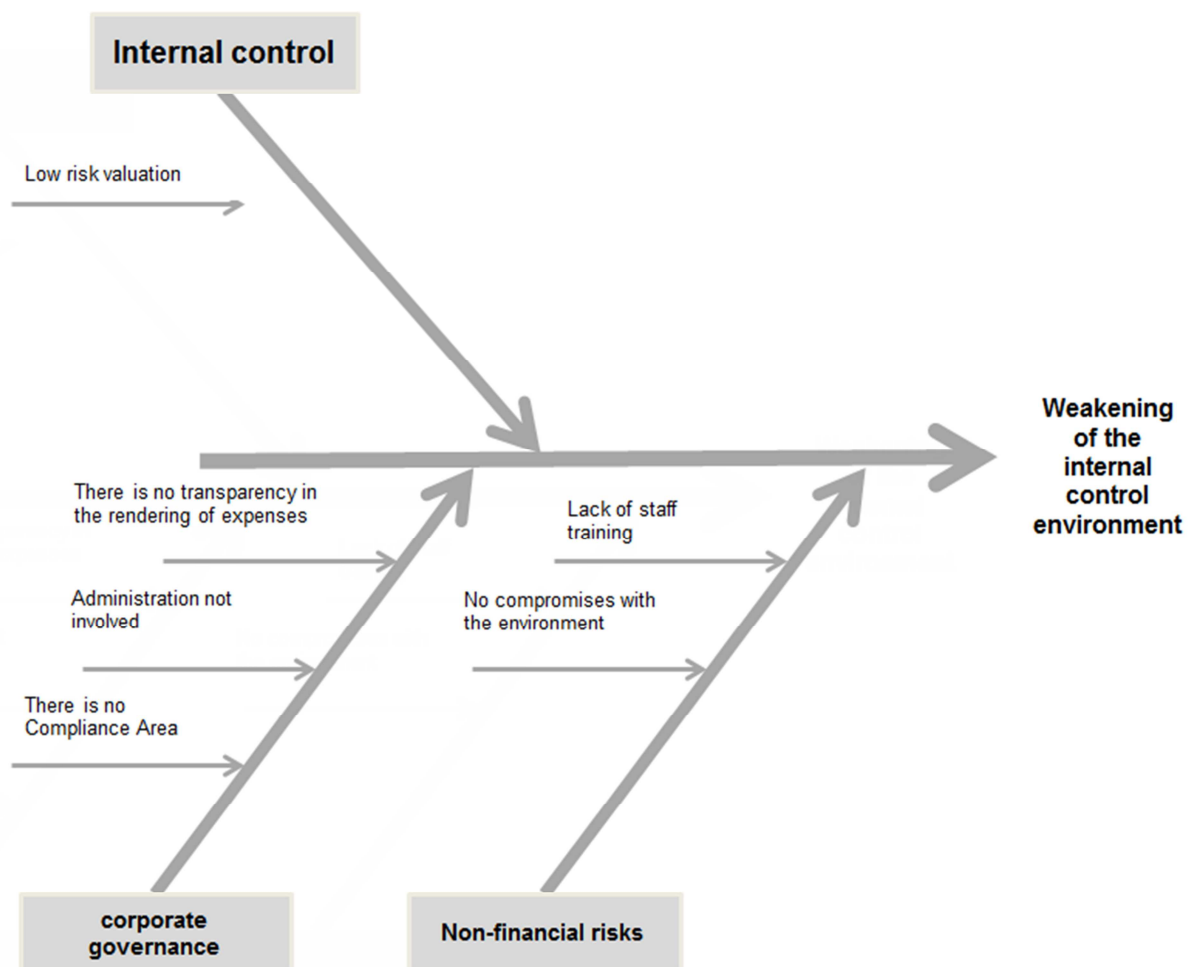 Internal control
Low risk valuation
Weakening
of the
internal
control
environment
There is no transparency in
the rendering of expenses
Lack of staff
training
Administration not
involved
No compromises with
the environment
There is no
Compliance Area
corporate
governance
Non-financial risks